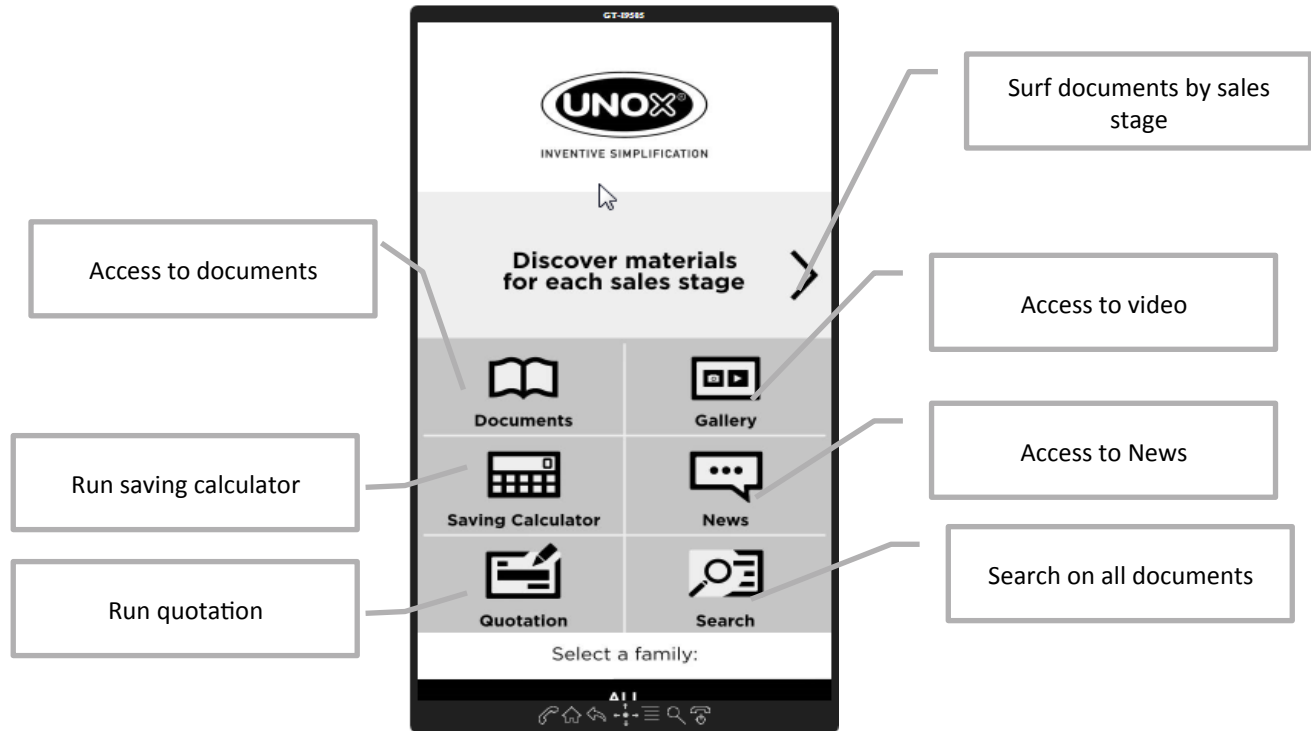 GT-I9505
UNOX®
INVENTIVE SIMPLIFICATION
Discover materials
for each sales stage
Documents
Gallery
Saving Calculator
News
Quotation
Search
Select a family:
ALL
Access to documents
Run saving calculator
Run quotation
Surf documents by sales
stage
Access to video
Access to News
Search on all documents